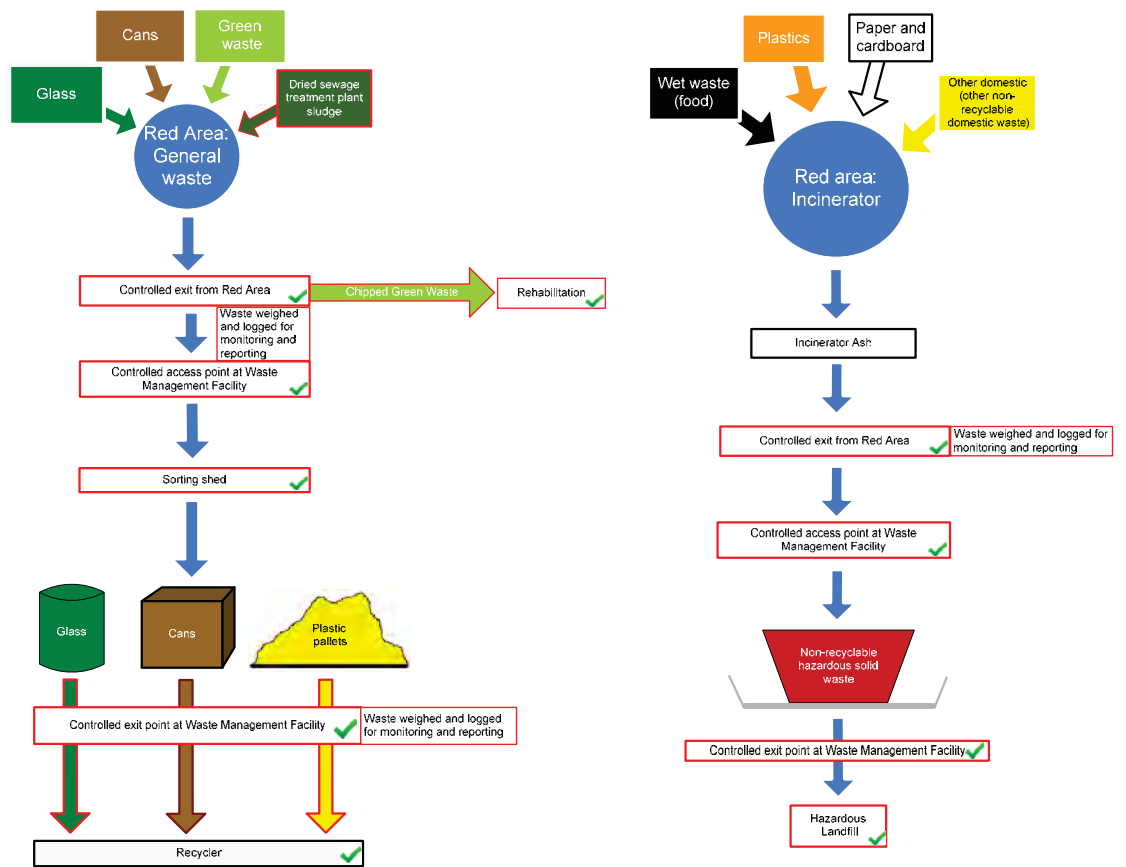 Cans
Green
waste
Glass
Dried sewage
treatment plant
sludge
Red Area:
General
waste
Controlled exit from Red Area
Chipped Green Waste
Rehabilitation
Waste weighed
and logged for
monitoring and
reporting
Controlled access point at Waste
Management Facility
Sorting shed
Glass
Cans
Plastic
pallets
Controlled exit point at Waste Management Facility
Waste weighed and logged
for monitoring and reporting
Recycler
Plastics
Paper and
cardboard
Wet waste
(food)
Other domestic
(other non-
recyclable
domestic waste)
Red area:
Incinerator
Incinerator Ash
Controlled exit from Red Area
Waste weighed and logged for
monitoring and reporting
Controlled access point at Waste
Management Facility
Non-recyclable
hazardous solid
waste
Controlled exit point at Waste Management Facility
Hazardous
Landfill